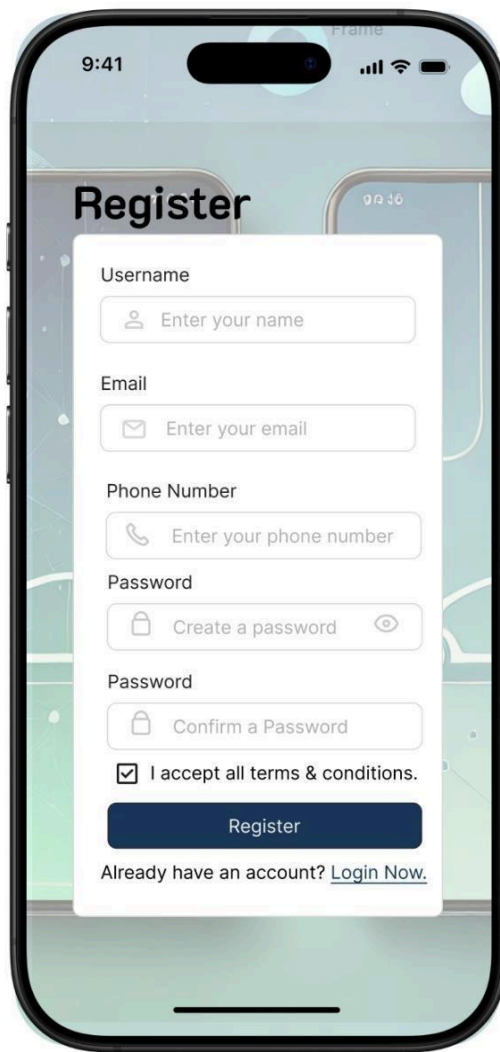 Frame
9:41
Register
Username
Enter your name
Email
Enter your email
Phone Number
Enter your phone number
Password
Create a password
Password
Confirm a Password
I accept all terms & conditions.
Register
Already have an account? Login Now.